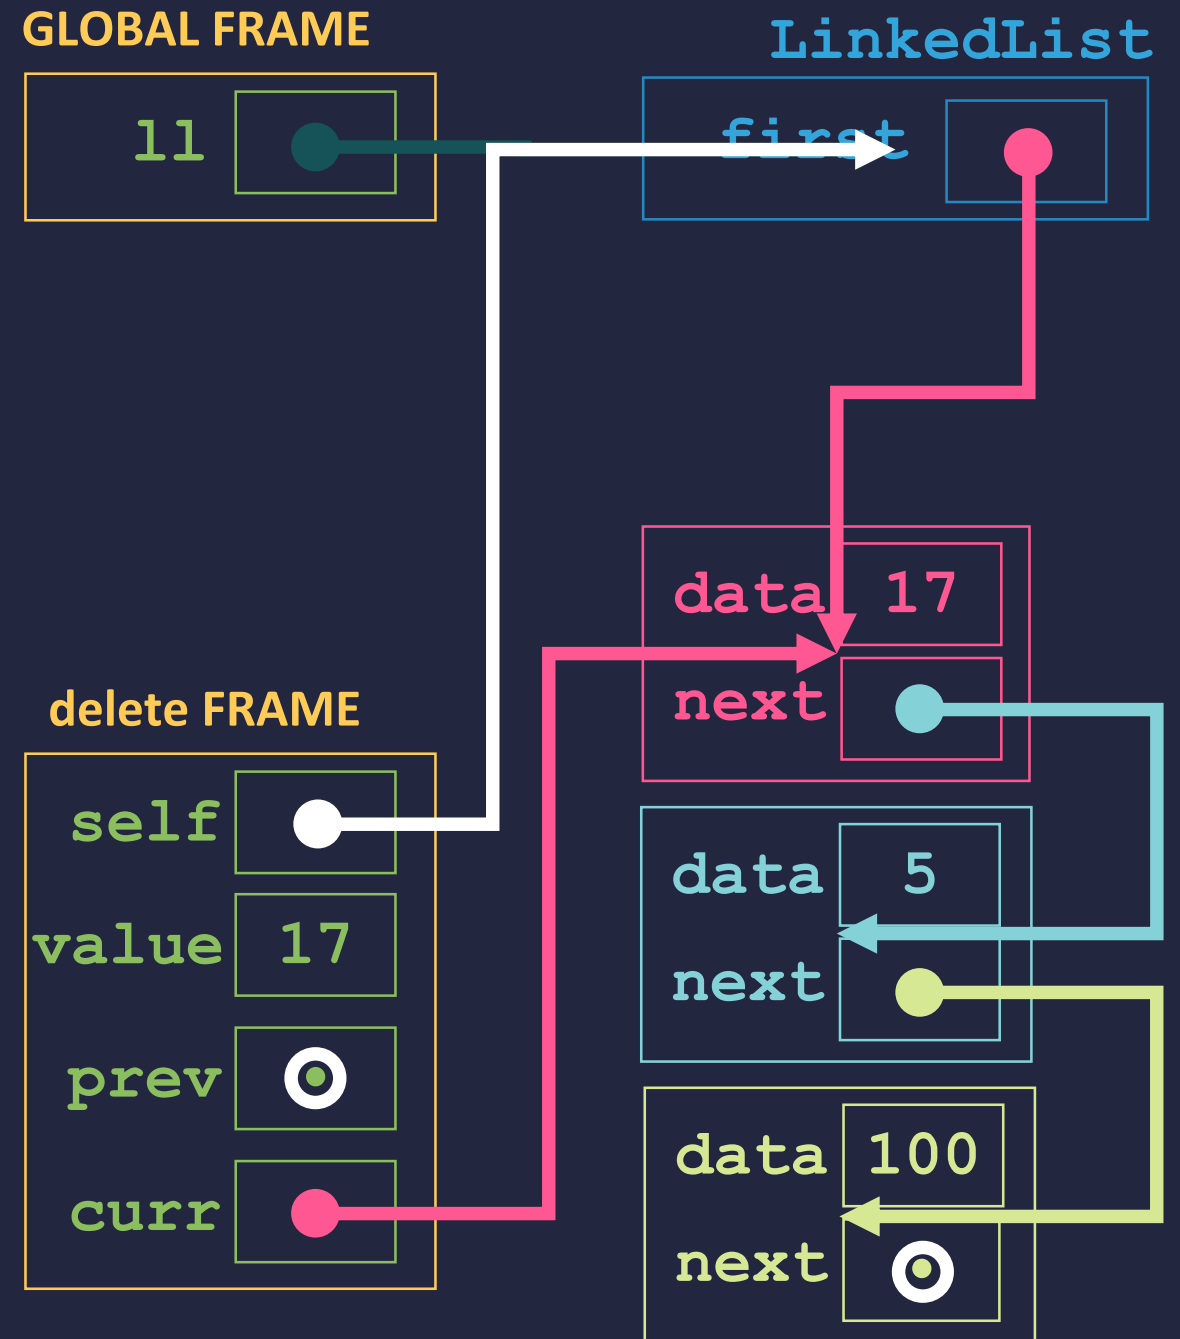 GLOBAL FRAME
LinkedList
ll
first
data 17
next
delete FRAME
self
data 5
value 17
next
prev
data 100
curr
next